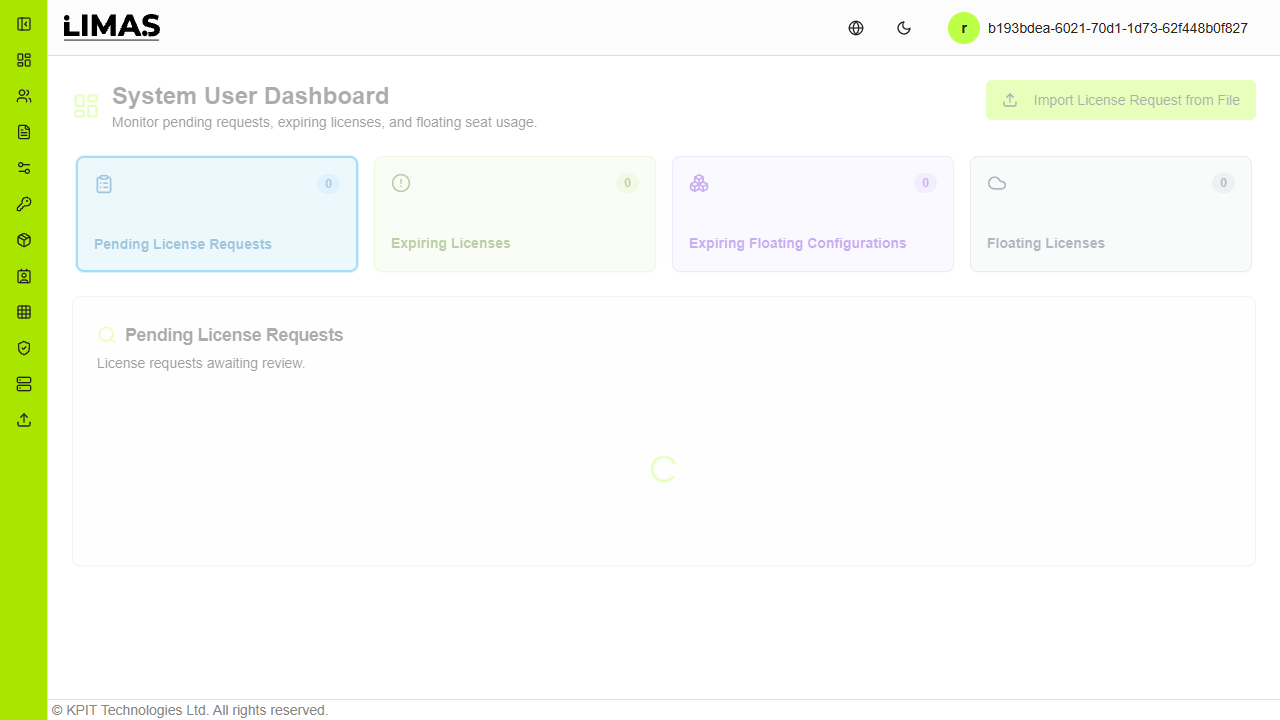 LIMAS
r
b193bdea-6021-70d1-1d73-62f448b0f827
System User Dashboard
Monitor pending requests, expiring licenses, and floating seat usage.
Import License Request from File
0
Pending License Requests
0
Expiring Licenses
0
Expiring Floating Configurations
0
Floating Licenses
Pending License Requests
License requests awaiting review.
© KPIT Technologies Ltd. All rights reserved.